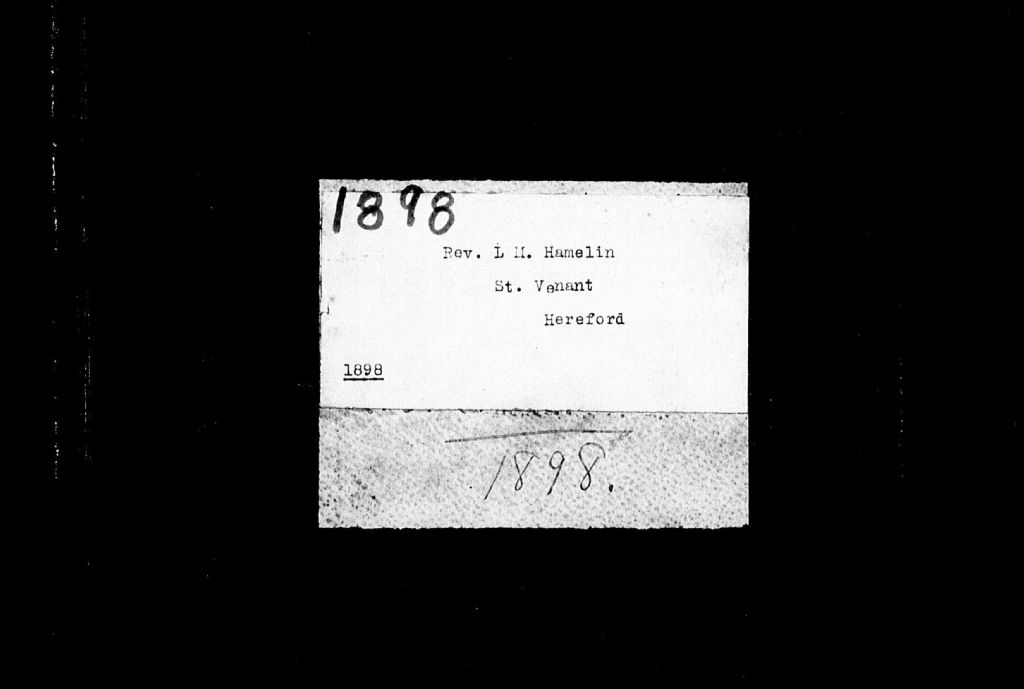 1898
Rev. L M. Hamelin
St. Venant
Hereford
1898
1898.